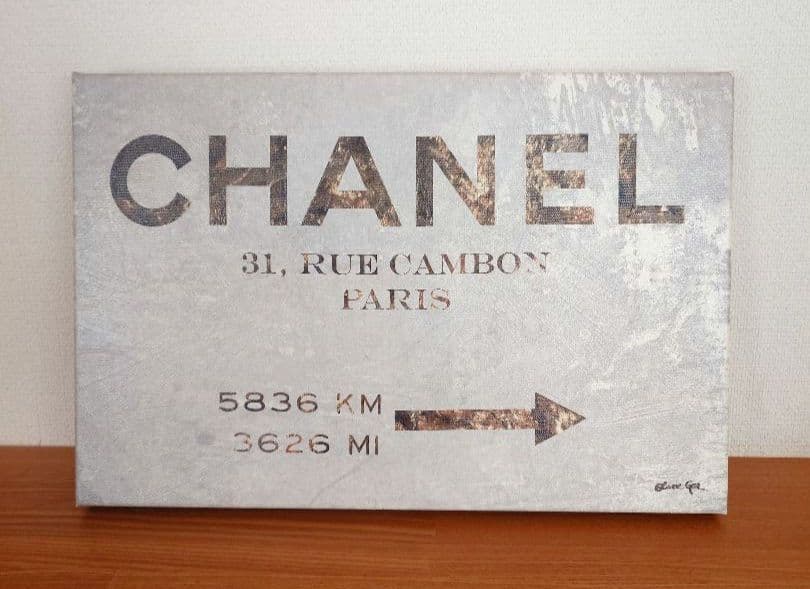 CHANEL
31, RUE CAMBON
PARIS
5836 KM
3626 MI